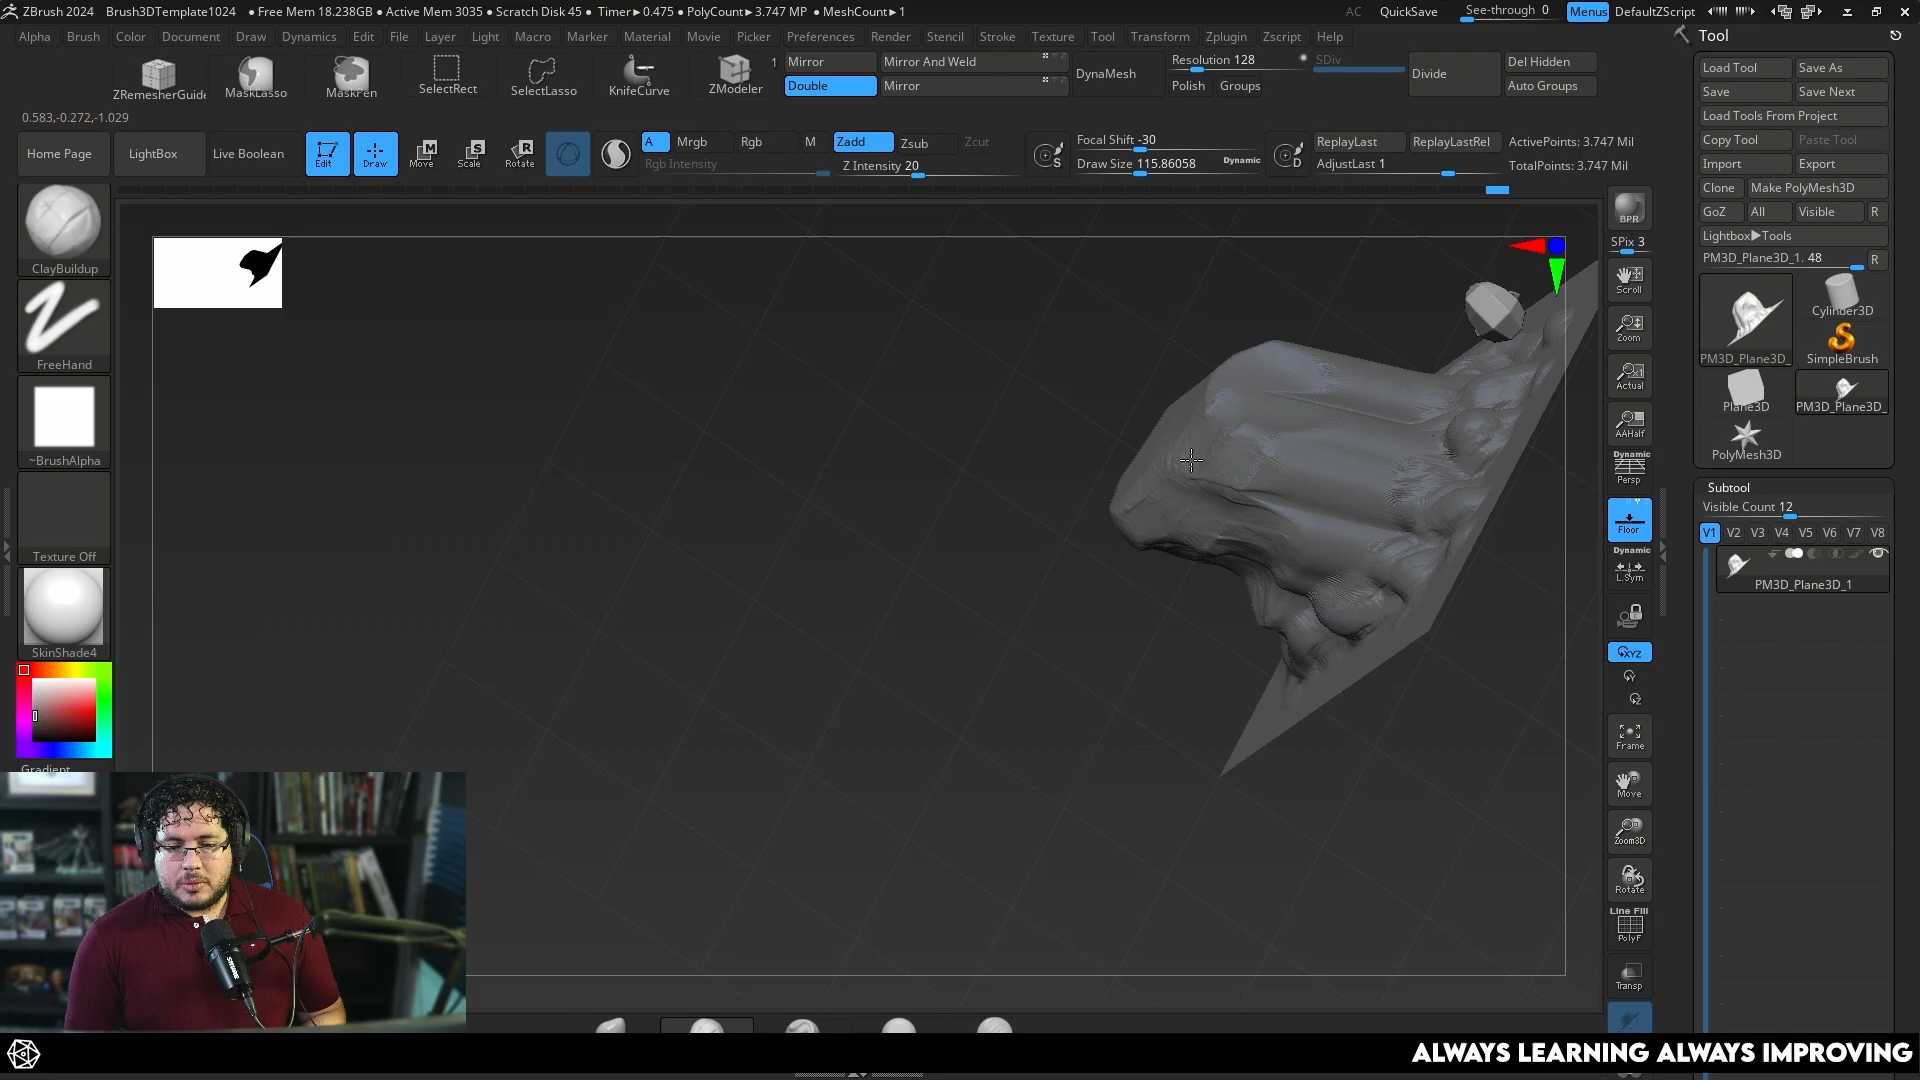 ZBrush 2024 Brush3DTemplate1024 ● Free Mem 18.238GB ● Active Mem 3035 ● Scratch Disk 45 ● Timer►0.475 ● PolyCount►3.747 MP ● MeshCount►1 AC QuickSave See-through 0 Menus DefaultZScript
Alpha Brush Color Document Draw Dynamics Edit File Layer Light Macro Marker Material Movie Picker Preferences Render Stencil Stroke Texture Tool Transform Zplugin Zscript Help
ZRemesherGuide MaskLasso MaskPen SelectRect SelectLasso KnifeCurve ZModeler 1
Mirror Mirror And Weld
Double Mirror
DynaMesh
Resolution 128
Polish Groups
SDiv
Divide
Del Hidden
Auto Groups
0.583,-0.272,-1.029
Home Page LightBox Live Boolean Edit Draw Move Scale Rotate
A Mrgb Rgb M Zadd Zsub Zcut
Rgb Intensity Z Intensity 20
Focal Shift -30
Draw Size 115.86058 Dynamic
ReplayLast ReplayLastRel ActivePoints: 3.747 Mil
AdjustLast 1 TotalPoints: 3.747 Mil
ClayBuildup
FreeHand
~BrushAlpha
Texture Off
SkinShade4
Gradient
BPR
SPix 3
Scroll
Zoom
Actual
AAHalf
Dynamic
Persp
Floor
Dynamic
L.Sym
XYZ
Y
Z
Frame
Move
Zoom3D
Rotate
Line Fill
PolyF
Transp
Tool
Load Tool Save As
Save Save Next
Load Tools From Project
Copy Tool Paste Tool
Import Export
Clone Make PolyMesh3D
GoZ All Visible R
Lightbox►Tools
PM3D_Plane3D_1. 48 R
PM3D_Plane3D_ Cylinder3D
SimpleBrush
Plane3D PM3D_Plane3D_
PolyMesh3D
Subtool
Visible Count 12
V1 V2 V3 V4 V5 V6 V7 V8
PM3D_Plane3D_1
ALWAYS LEARNING ALWAYS IMPROVING